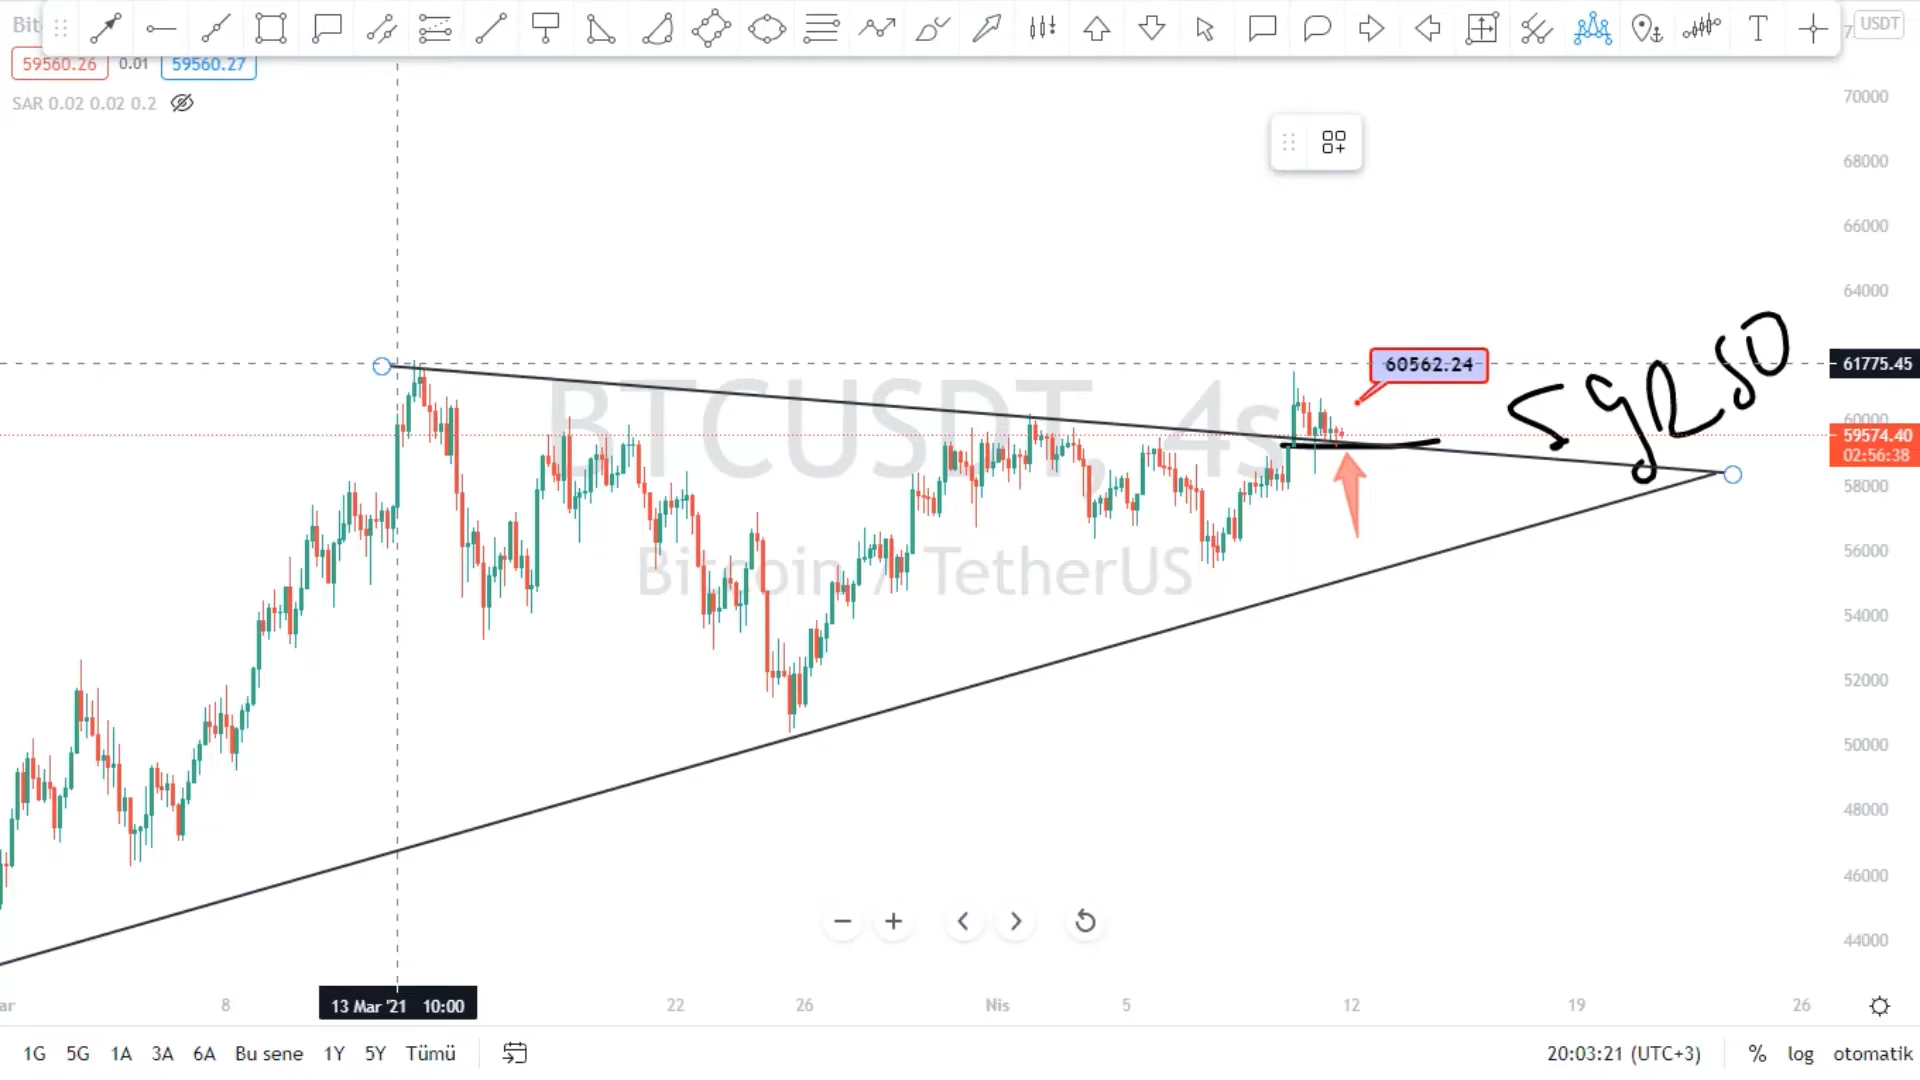 USDT
59560.26 0.01 59560.27
SAR 0.02 0.02 0.2
70000
68000
66000
64000
61775.45
60562.24
60000
59574.40
02:56:38
BTCUSDT, 4s
Bitcoin / TetherUS
58000
56000
54000
52000
50000
48000
46000
44000
8 13 Mar '21 10:00 22 26 Nis 5 12 19 26
1G 5G 1A 3A 6A Bu sene 1Y 5Y Tümü 20:03:21 (UTC+3) % log otomatik